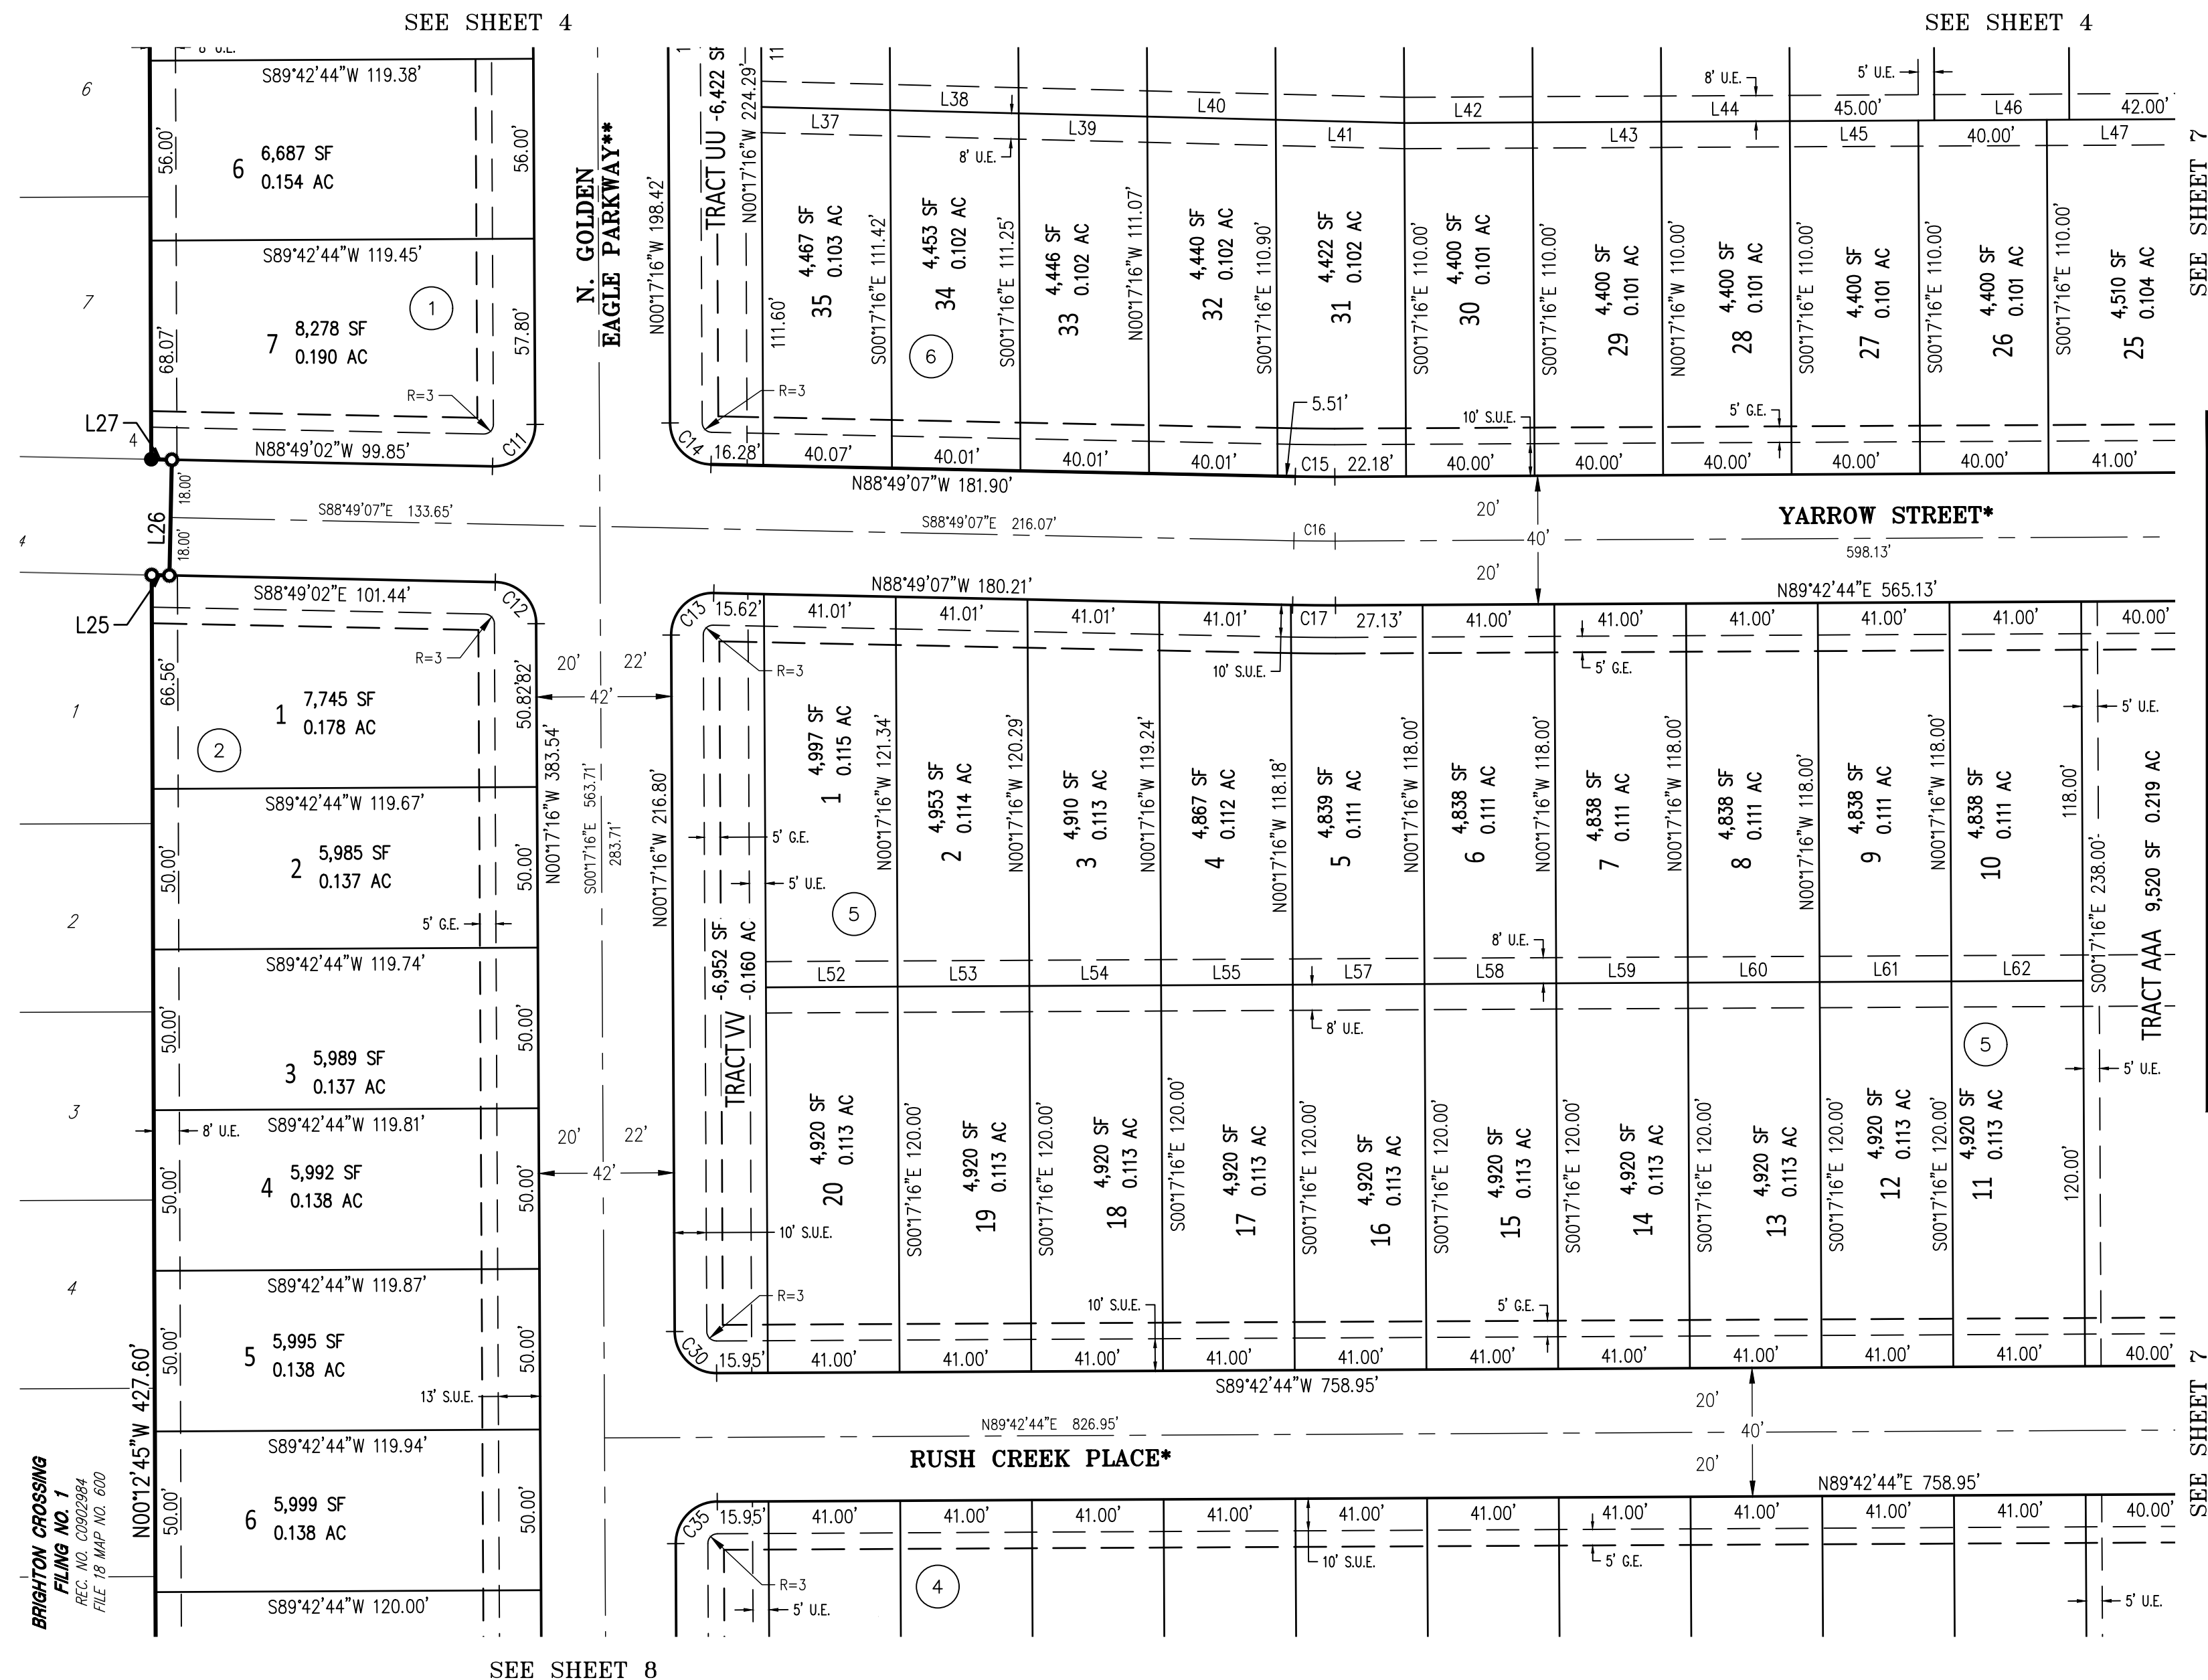 SEE SHEET 4
SEE SHEET 4
8' U.E.
S89°42'44"W 119.38'
6
56.00'
6
6,687 SF
0.154 AC
56.00'
S89°42'44"W 119.45'
7
68.07'
1
7
8,278 SF
0.190 AC
57.80'
R=3
L27
4
N88°49'02"W 99.85'
C11
N. GOLDEN
EAGLE PARKWAY**
N00°17'16"W 198.42'
TRACT UU
6,422 SF
N00°17'16"W 224.29'
C14
16.28'
R=3
L37
L38
L39
L40
L41
L42
L43
L44
L45
45.00'
L46
40.00'
L47
42.00'
8' U.E.
8' U.E.
5' U.E.
SEE SHEET 7
111.60'
35
4,467 SF
0.103 AC
S00°17'16"E 111.42'
34
4,453 SF
0.102 AC
6
S00°17'16"E 111.25'
33
4,446 SF
0.102 AC
N00°17'16"W 111.07'
32
4,440 SF
0.102 AC
S00°17'16"E 110.90'
31
4,422 SF
0.102 AC
S00°17'16"E 110.00'
30
4,400 SF
0.101 AC
S00°17'16"E 110.00'
29
4,400 SF
0.101 AC
N00°17'16"W 110.00'
28
4,400 SF
0.101 AC
S00°17'16"E 110.00'
27
4,400 SF
0.101 AC
S00°17'16"E 110.00'
26
4,400 SF
0.101 AC
S00°17'16"E 110.00'
25
4,510 SF
0.104 AC
5.51'
10' S.U.E.
5' G.E.
40.07'
40.01'
40.01'
40.01'
C15
22.18'
40.00'
40.00'
40.00'
40.00'
40.00'
41.00'
N88°49'07"W 181.90'
18.00'
L26
18.00'
4
S88°49'07"E 133.65'
S88°49'07"E 216.07'
C16
20'
40'
20'
YARROW STREET*
598.13'
L25
S88°49'02"E 101.44'
C12
R=3
N88°49'07"W 180.21'
N89°42'44"E 565.13'
C13
15.62'
41.01'
41.01'
41.01'
41.01'
C17
27.13'
41.00'
41.00'
41.00'
41.00'
41.00'
40.00'
R=3
10' S.U.E.
5' G.E.
5' U.E.
1
66.56'
1
7,745 SF
0.178 AC
2
50.82'82'
20'
22'
42'
S89°42'44"W 119.67'
N00°17'16"W 383.54'
S00°17'16"E 563.71'
283.71'
N00°17'16"W 216.80'
2
50.00'
2
5,985 SF
0.137 AC
50.00'
5' G.E.
S89°42'44"W 119.74'
50.00'
3
5,989 SF
0.137 AC
50.00'
3
8' U.E.
S89°42'44"W 119.81'
50.00'
4
5,992 SF
0.138 AC
50.00'
20'
22'
42'
4
S89°42'44"W 119.87'
50.00'
5
5,995 SF
0.138 AC
50.00'
13' S.U.E.
S89°42'44"W 119.94'
50.00'
6
5,999 SF
0.138 AC
50.00'
S89°42'44"W 120.00'
N00°12'45"W 427.60'
BRIGHTON CROSSING
FILING NO. 1
REC. NO. C0902984
FILE 18 MAP NO. 600
5' G.E.
5' U.E.
TRACT VV
6,952 SF
0.160 AC
10' S.U.E.
R=3
1
4,997 SF
0.115 AC
N00°17'16"W 121.34'
5
2
4,953 SF
0.114 AC
N00°17'16"W 120.29'
3
4,910 SF
0.113 AC
N00°17'16"W 119.24'
4
4,867 SF
0.112 AC
N00°17'16"W 118.18'
5
4,839 SF
0.111 AC
N00°17'16"W 118.00'
6
4,838 SF
0.111 AC
N00°17'16"W 118.00'
7
4,838 SF
0.111 AC
N00°17'16"W 118.00'
8
4,838 SF
0.111 AC
N00°17'16"W 118.00'
9
4,838 SF
0.111 AC
N00°17'16"W 118.00'
10
4,838 SF
0.111 AC
118.00'
S00°17'16"E 238.00'
TRACT AAA 9,520 SF 0.219 AC
8' U.E.
L52
L53
L54
L55
L57
L58
L59
L60
L61
L62
8' U.E.
5
5' U.E.
20
4,920 SF
0.113 AC
S00°17'16"E 120.00'
19
4,920 SF
0.113 AC
S00°17'16"E 120.00'
18
4,920 SF
0.113 AC
S00°17'16"E 120.00'
17
4,920 SF
0.113 AC
S00°17'16"E 120.00'
16
4,920 SF
0.113 AC
S00°17'16"E 120.00'
15
4,920 SF
0.113 AC
S00°17'16"E 120.00'
14
4,920 SF
0.113 AC
S00°17'16"E 120.00'
13
4,920 SF
0.113 AC
S00°17'16"E 120.00'
12
4,920 SF
0.113 AC
S00°17'16"E 120.00'
11
4,920 SF
0.113 AC
120.00'
10' S.U.E.
5' G.E.
C30
15.95'
41.00'
41.00'
41.00'
41.00'
41.00'
41.00'
41.00'
41.00'
41.00'
41.00'
40.00'
S89°42'44"W 758.95'
N89°42'44"E 826.95'
20'
40'
20'
RUSH CREEK PLACE*
N89°42'44"E 758.95'
SEE SHEET 7
C35
15.95'
41.00'
41.00'
41.00'
41.00'
41.00'
41.00'
41.00'
41.00'
41.00'
41.00'
40.00'
R=3
5' U.E.
4
10' S.U.E.
5' G.E.
5' U.E.
SEE SHEET 8